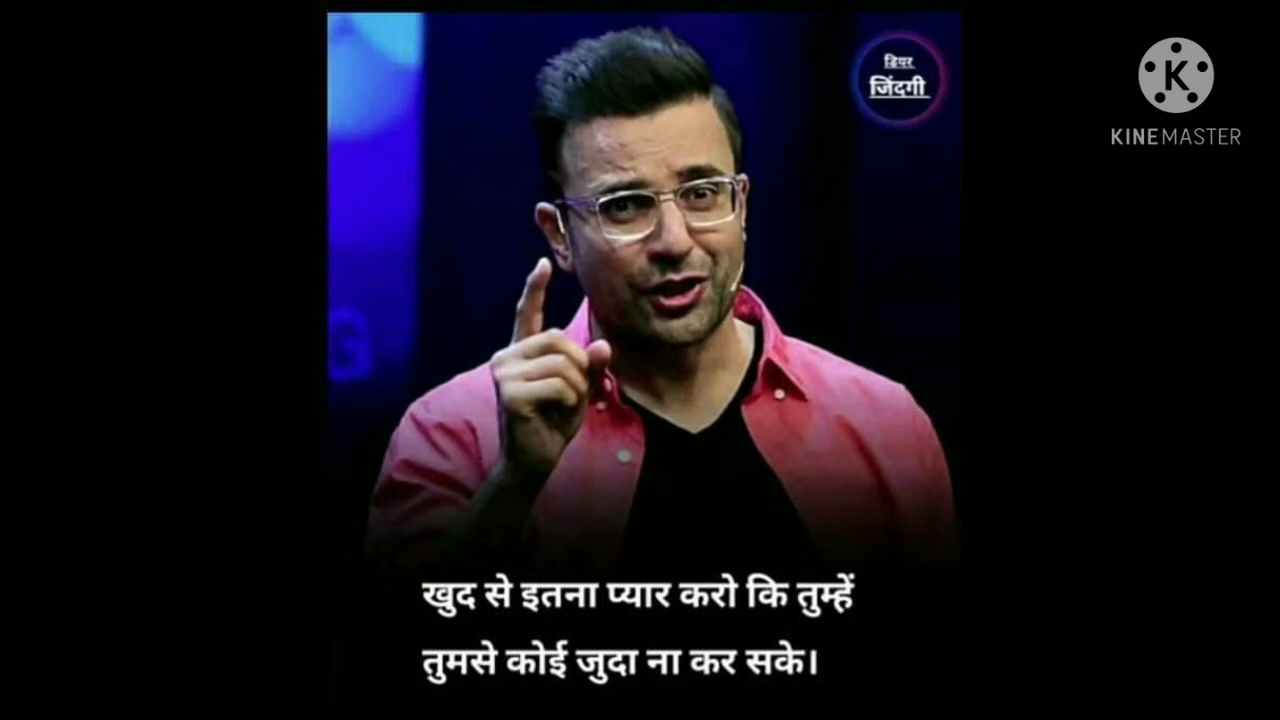 डियर
जिंदगी
KINEMASTER
G
खुद से इतना प्यार करो कि तुम्हें
तुमसे कोई जुदा ना कर सके।